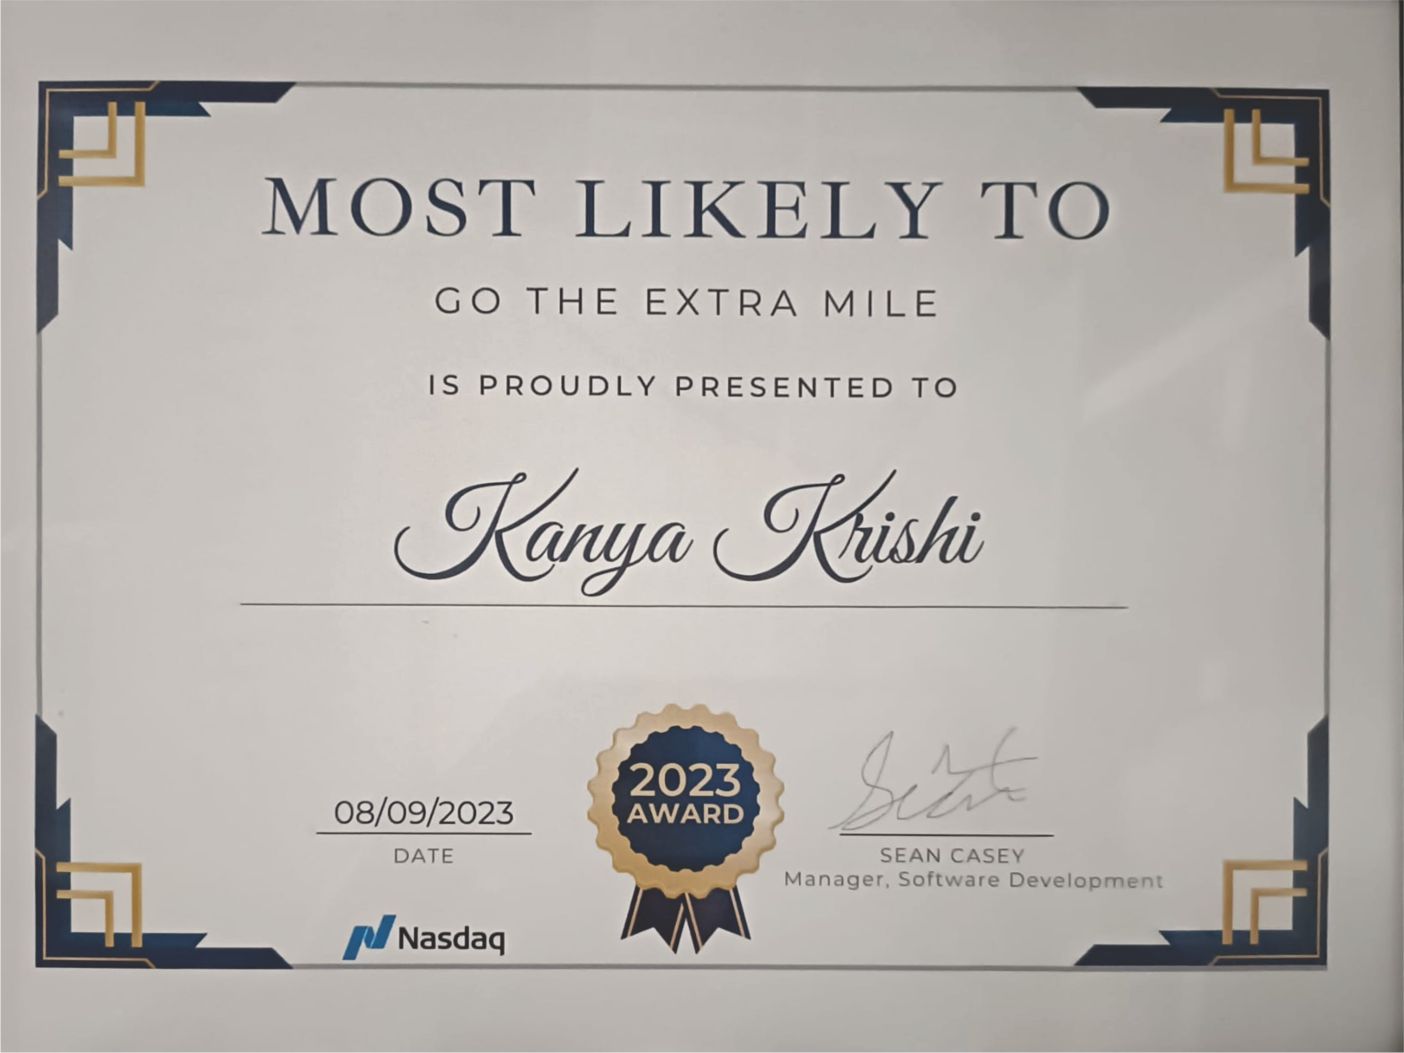 MOST LIKELY TO
GO THE EXTRA MILE
IS PROUDLY PRESENTED TO
Kanya Krishi
2023
AWARD
08/09/2023
DATE
SEAN CASEY
Manager, Software Development
Nasdaq